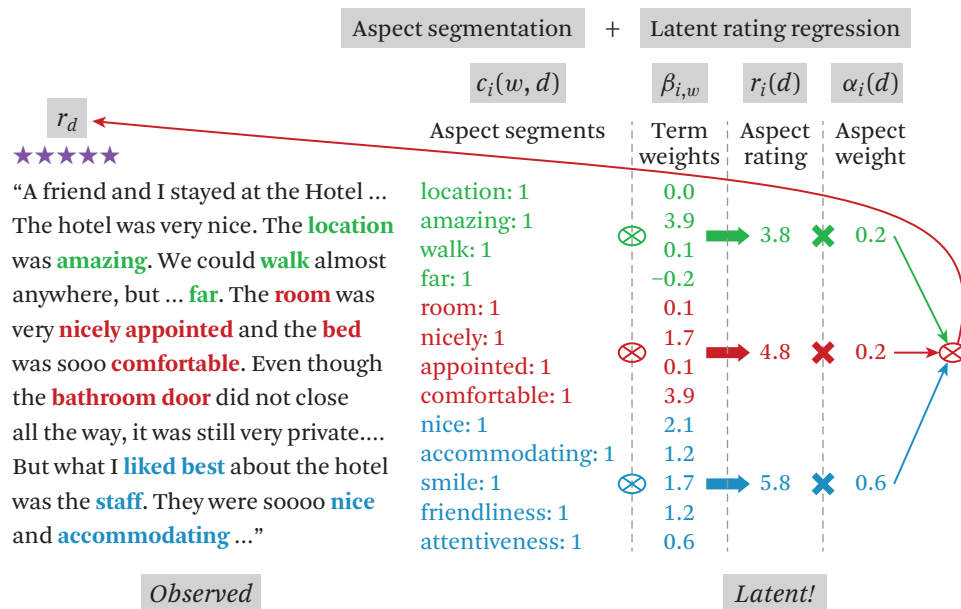 Aspect segmentation + Latent rating regression
c_i(w, d) β_{i,w} r_i(d) α_i(d)
r_d
Aspect segments
Term weights
Aspect rating
Aspect weight
“A friend and I stayed at the Hotel ...
The hotel was very nice. The location
was amazing. We could walk almost
anywhere, but ... far. The room was
very nicely appointed and the bed
was sooo comfortable. Even though
the bathroom door did not close
all the way, it was still very private....
But what I liked best about the hotel
was the staff. They were soooo nice
and accommodating ...”
location: 1 0.0
amazing: 1 3.9
walk: 1 0.1
far: 1 −0.2
3.8 0.2
room: 1 0.1
nicely: 1 1.7
appointed: 1 0.1
comfortable: 1 3.9
4.8 0.2
nice: 1 2.1
accommodating: 1 1.2
smile: 1 1.7
friendliness: 1 1.2
attentiveness: 1 0.6
5.8 0.6
Observed
Latent!